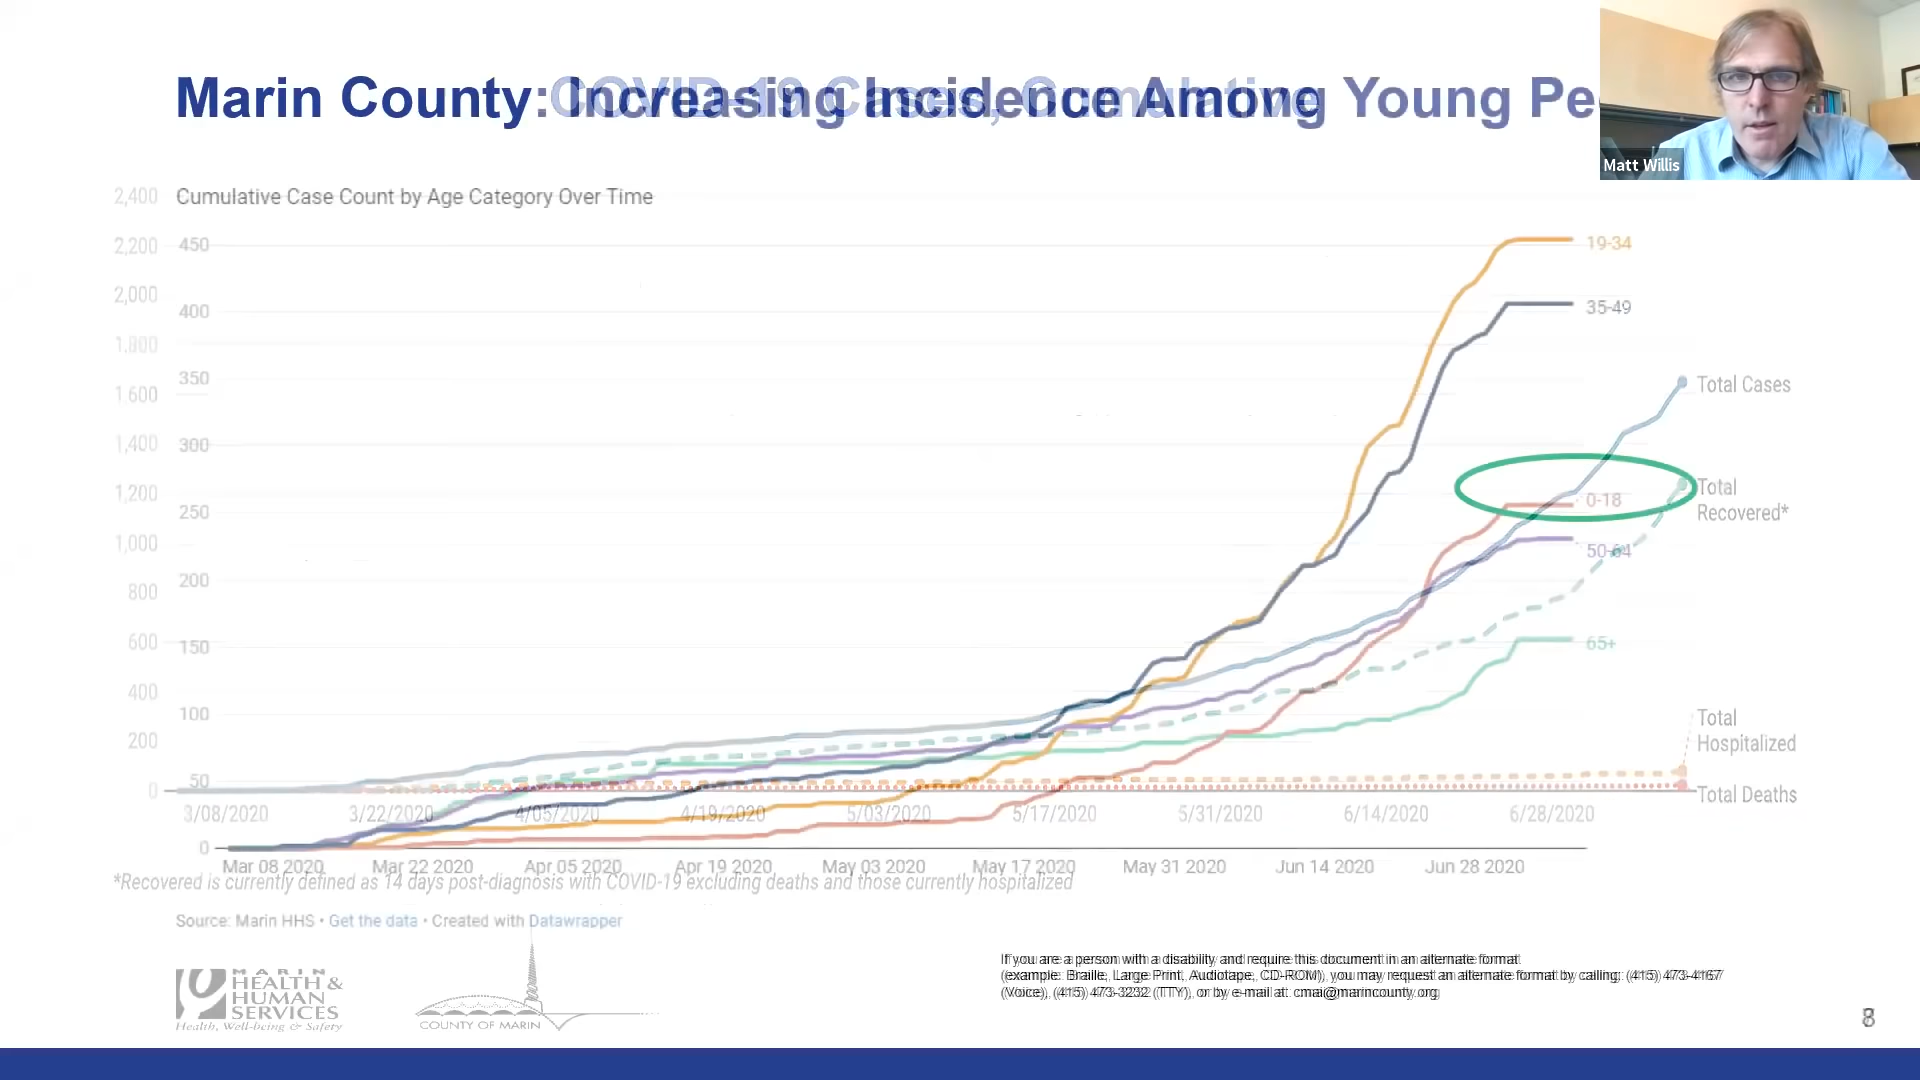 Marin County: Increasing Incidence Among Young Pe
COVID-19 Cases, Cumulative
Matt Willis
Cumulative Case Count by Age Category Over Time
2,400
2,200
2,000
1,800
1,600
1,400
1,200
1,000
800
600
400
200
0
450
400
350
300
250
200
150
100
50
0
19-34
35-49
Total Cases
0-18
Total
Recovered*
50-64
65+
Total
Hospitalized
Total Deaths
3/08/2020 3/22/2020 4/05/2020 4/19/2020 5/03/2020 5/17/2020 5/31/2020 6/14/2020 6/28/2020
Mar 08 2020 Mar 22 2020 Apr 05 2020 Apr 19 2020 May 03 2020 May 17 2020 May 31 2020 Jun 14 2020 Jun 28 2020
*Recovered is currently defined as 14 days post-diagnosis with COVID-19 excluding deaths and those currently hospitalized
Source: Marin HHS • Get the data • Created with Datawrapper
MARIN
HEALTH &
HUMAN
SERVICES
Health, Well-being & Safety
COUNTY OF MARIN
If you are a person with a disability and require this document in an alternate format
(example: Braille, Large Print, Audiotape, CD-ROM), you may request an alternate format by calling: (415) 473-4167
(Voice), (415) 473-3232 (TTY), or by e-mail at: cmai@marincounty.org